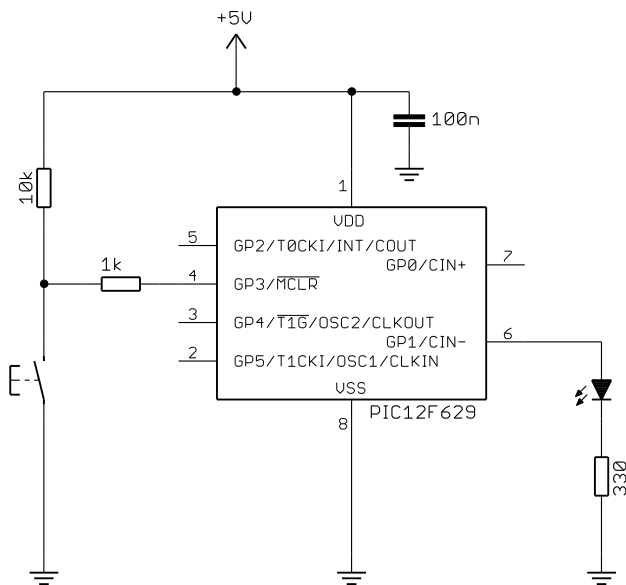 +5V
100n
10k
1
VDD
5
GP2/T0CKI/INT/COUT
7
GP0/CIN+
1k
4
GP3/MCLR
3
GP4/T1G/OSC2/CLKOUT
6
GP1/CIN-
2
GP5/T1CKI/OSC1/CLKIN
VSS
8
PIC12F629
330